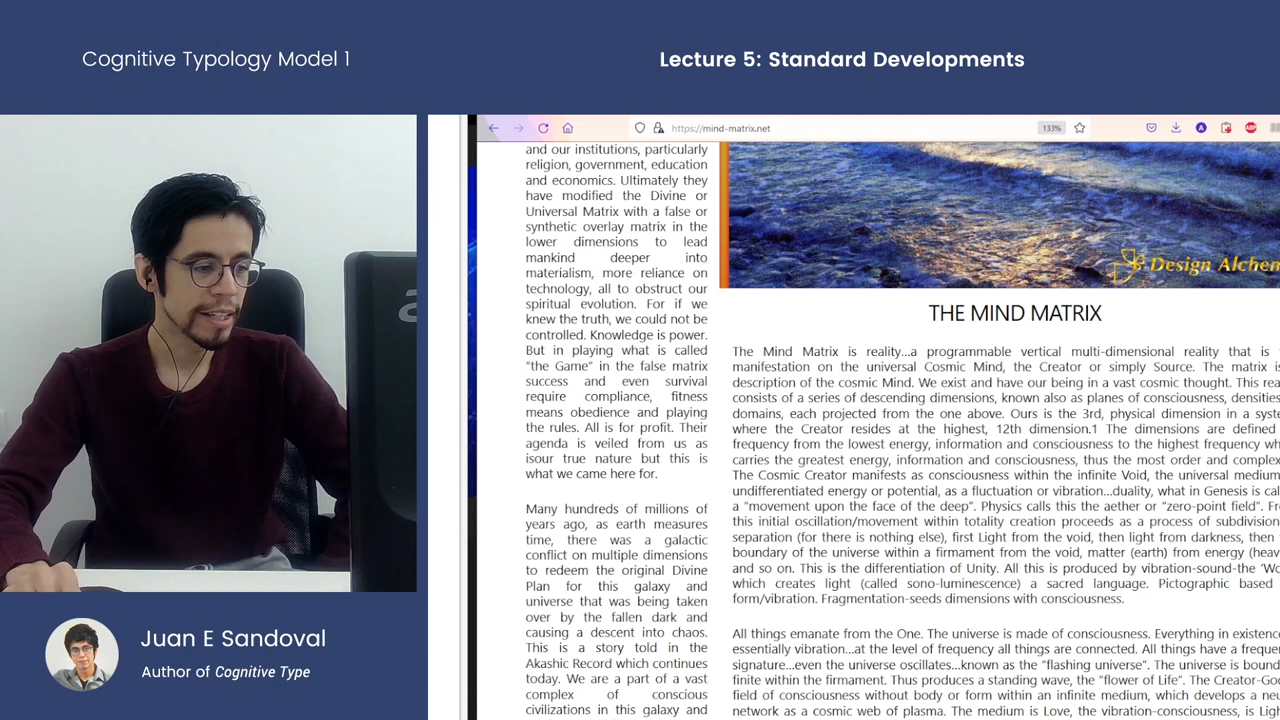 Cognitive Typology Model 1
Lecture 5: Standard Developments
https://mind-matrix.net
133%
and our institutions, particularly
religion, government, education
and economics. Ultimately they
have modified the Divine or
Universal Matrix with a false or
synthetic overlay matrix in the
lower dimensions to lead
mankind deeper into
materialism, more reliance on
technology, all to obstruct our
spiritual evolution. For if we
knew the truth, we could not be
controlled. Knowledge is power.
But in playing what is called
"the Game" in the false matrix
success and even survival
require compliance, fitness
means obedience and playing
the rules. All is for profit. Their
agenda is veiled from us as
isour true nature but this is
what we came here for.
Many hundreds of millions of
years ago, as earth measures
time, there was a galactic
conflict on multiple dimensions
to redeem the original Divine
Plan for this galaxy and
universe that was being taken
over by the fallen dark and
causing a descent into chaos.
This is a story told in the
Akashic Record which continues
today. We are a part of a vast
complex of conscious
civilizations in this galaxy and
Design Alchem
THE MIND MATRIX
The Mind Matrix is reality...a programmable vertical multi-dimensional reality that is
manifestation on the universal Cosmic Mind, the Creator or simply Source. The matrix is
description of the cosmic Mind. We exist and have our being in a vast cosmic thought. This rea
consists of a series of descending dimensions, known also as planes of consciousness, densities
domains, each projected from the one above. Ours is the 3rd, physical dimension in a syst
where the Creator resides at the highest, 12th dimension.1 The dimensions are defined
frequency from the lowest energy, information and consciousness to the highest frequency wh
carries the greatest energy, information and consciousness, thus the most order and complex
The Cosmic Creator manifests as consciousness within the infinite Void, the universal medium
undifferentiated energy or potential, as a fluctuation or vibration...duality, what in Genesis is cal
a "movement upon the face of the deep". Physics calls this the aether or "zero-point field". Fr
this initial oscillation/movement within totality creation proceeds as a process of subdivision
separation (for there is nothing else), first Light from the void, then light from darkness, then
boundary of the universe within a firmament from the void, matter (earth) from energy (heav
and so on. This is the differentiation of Unity. All this is produced by vibration-sound-the 'Wo
which creates light (called sono-luminescence) a sacred language. Pictographic based
form/vibration. Fragmentation-seeds dimensions with consciousness.
All things emanate from the One. The universe is made of consciousness. Everything in existenc
essentially vibration...at the level of frequency all things are connected. All things have a freque
signature...even the universe oscillates...known as the "flashing universe". The universe is bound
finite within the firmament. Thus produces a standing wave, the "flower of Life". The Creator-Go
field of consciousness without body or form within an infinite medium, which develops a ne
network as a cosmic web of plasma. The medium is Love, the vibration-consciousness, is Ligh
Juan E Sandoval
Author of Cognitive Type